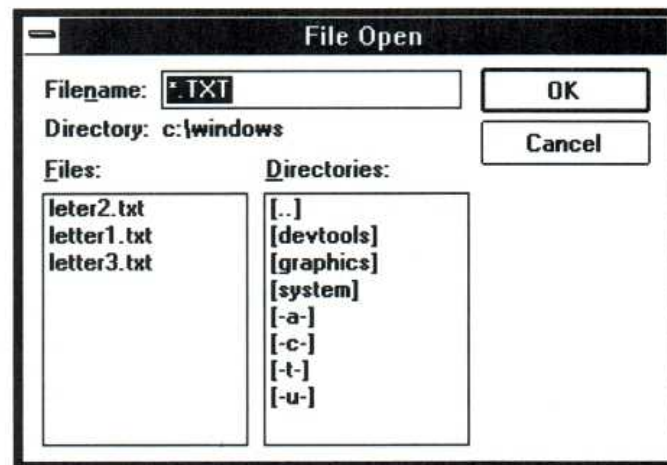 File Open
Filename: *.TXT
OK
Directory: c:\windows
Cancel
Files:
Directories:
leter2.txt
letter1.txt
letter3.txt
[..]
[devtools]
[graphics]
[system]
[-a-]
[-c-]
[-t-]
[-u-]